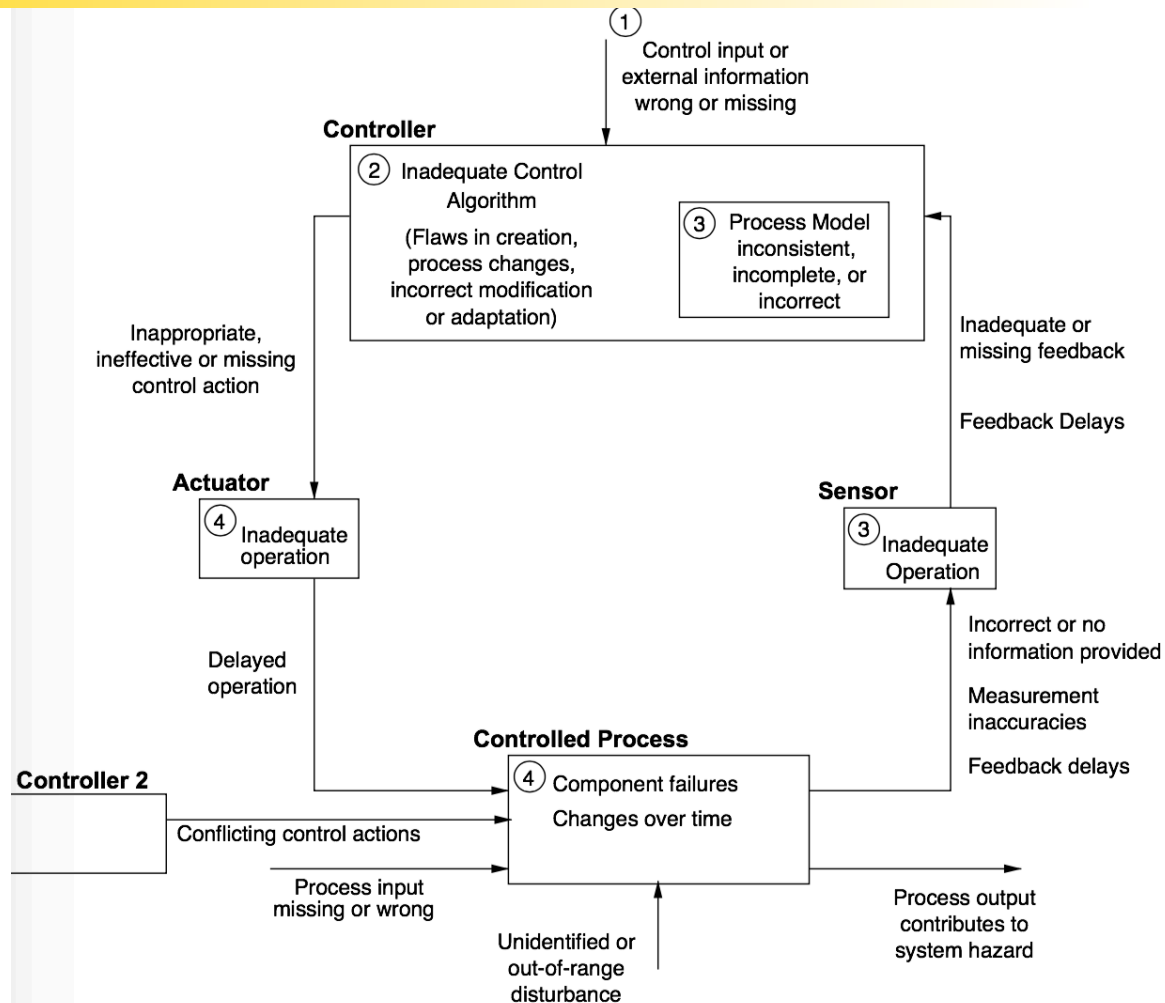 ①
Control input or
external information
wrong or missing
Controller
② Inadequate Control
Algorithm
(Flaws in creation,
process changes,
incorrect modification
or adaptation)
③ Process Model
inconsistent,
incomplete, or
incorrect
Inappropriate,
ineffective or missing
control action
Inadequate or
missing feedback
Feedback Delays
Actuator
④ Inadequate
operation
Sensor
③ Inadequate
Operation
Delayed
operation
Incorrect or no
information provided
Measurement
inaccuracies
Feedback delays
Controlled Process
④ Component failures
Changes over time
Controller 2
Conflicting control actions
Process input
missing or wrong
Unidentified or
out-of-range
disturbance
Process output
contributes to
system hazard